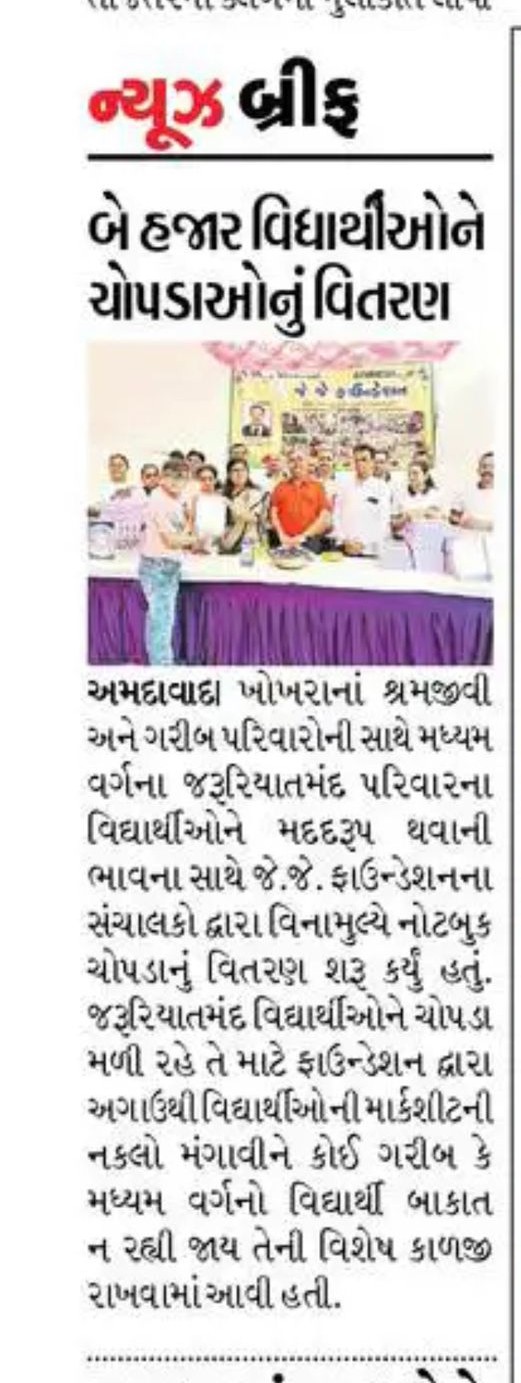 ન્યૂઝ બ્રીફ
બે હજાર વિદ્યાર્થીઓને
ચોપડાઓનું વિતરણ
જે જે ફાઉન્ડેશન
અમદાવાદ। ખોખરાનાં શ્રમજીવી
અને ગરીબ પરિવારોની સાથે મધ્યમ
વર્ગના જરૂરિયાતમંદ પરિવારના
વિદ્યાર્થીઓને મદદરૂપ થવાની
ભાવના સાથે જે.જે. ફાઉન્ડેશનના
સંચાલકો દ્વારા વિનામુલ્યે નોટબુક
ચોપડાનું વિતરણ શરૂ કર્યું હતું.
જરૂરિયાતમંદ વિદ્યાર્થીઓને ચોપડા
મળી રહે તે માટે ફાઉન્ડેશન દ્વારા
અગાઉથી વિદ્યાર્થીઓની માર્કશીટની
નકલો મંગાવીને કોઈ ગરીબ કે
મધ્યમ વર્ગનો વિદ્યાર્થી બાકાત
ન રહી જાય તેની વિશેષ કાળજી
રાખવામાં આવી હતી.